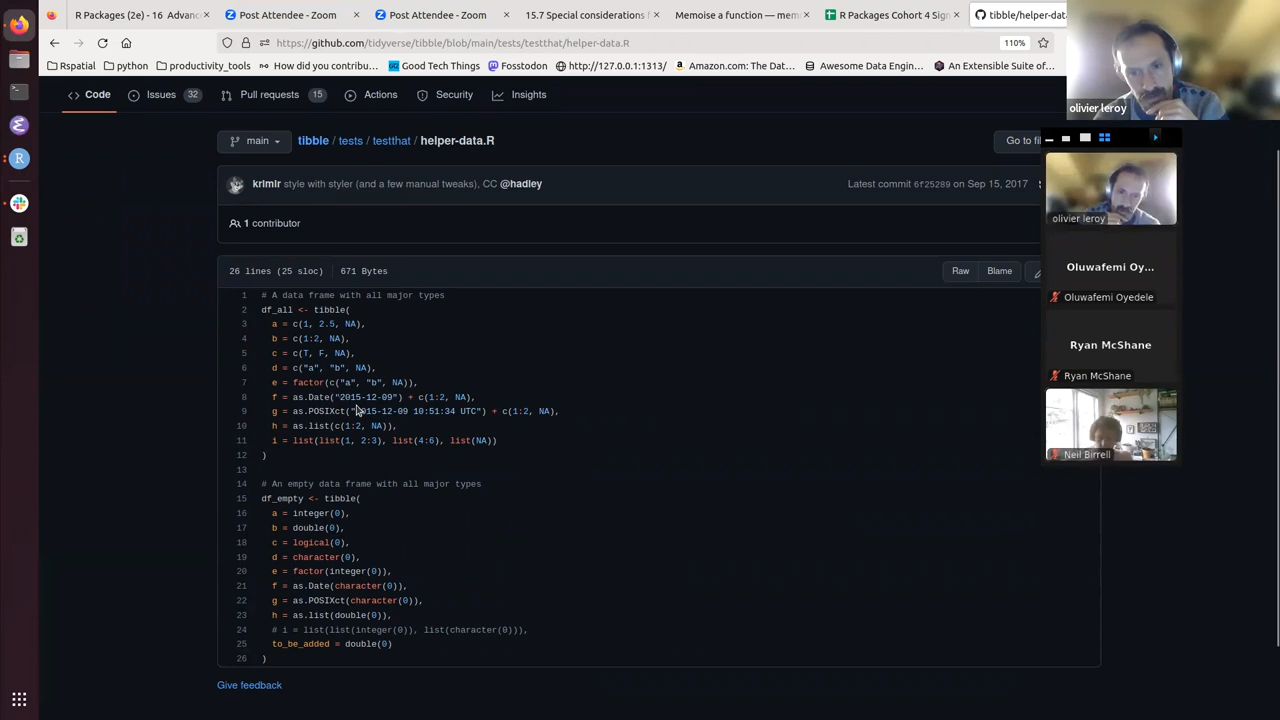 R Packages (2e) - 16 Advanc
Post Attendee - Zoom
Post Attendee - Zoom
15.7 Special considerations f
Memoise a function — mem
R Packages Cohort 4 Sign
tibble/helper-data.
https://github.com/tidyverse/tibble/blob/main/tests/testthat/helper-data.R
110%
Rspatial
python
productivity_tools
How did you contribu...
Good Tech Things
Fosstodon
http://127.0.0.1:1313/
Amazon.com: The Dat...
Awesome Data Engin...
An Extensible Suite of...
olivier leroy
Code
Issues 32
Pull requests 15
Actions
Security
Insights
main
tibble / tests / testthat / helper-data.R
Go to fil
krlmlr style with styler (and a few manual tweaks), CC @hadley
Latest commit 6f25289 on Sep 15, 2017
1 contributor
26 lines (25 sloc) 671 Bytes
Raw
Blame
1 # A data frame with all major types
2 df_all <- tibble(
3 a = c(1, 2.5, NA),
4 b = c(1:2, NA),
5 c = c(T, F, NA),
6 d = c("a", "b", NA),
7 e = factor(c("a", "b", NA)),
8 f = as.Date("2015-12-09") + c(1:2, NA),
9 g = as.POSIXct("2015-12-09 10:51:34 UTC") + c(1:2, NA),
10 h = as.list(c(1:2, NA)),
11 i = list(list(1, 2:3), list(4:6), list(NA))
12 )
13
14 # An empty data frame with all major types
15 df_empty <- tibble(
16 a = integer(0),
17 b = double(0),
18 c = logical(0),
19 d = character(0),
20 e = factor(integer(0)),
21 f = as.Date(character(0)),
22 g = as.POSIXct(character(0)),
23 h = as.list(double(0)),
24 # i = list(list(integer(0)), list(character(0))),
25 to_be_added = double(0)
26 )
Give feedback
olivier leroy
Oluwafemi Oy...
Oluwafemi Oyedele
Ryan McShane
Ryan McShane
Neil Birrell